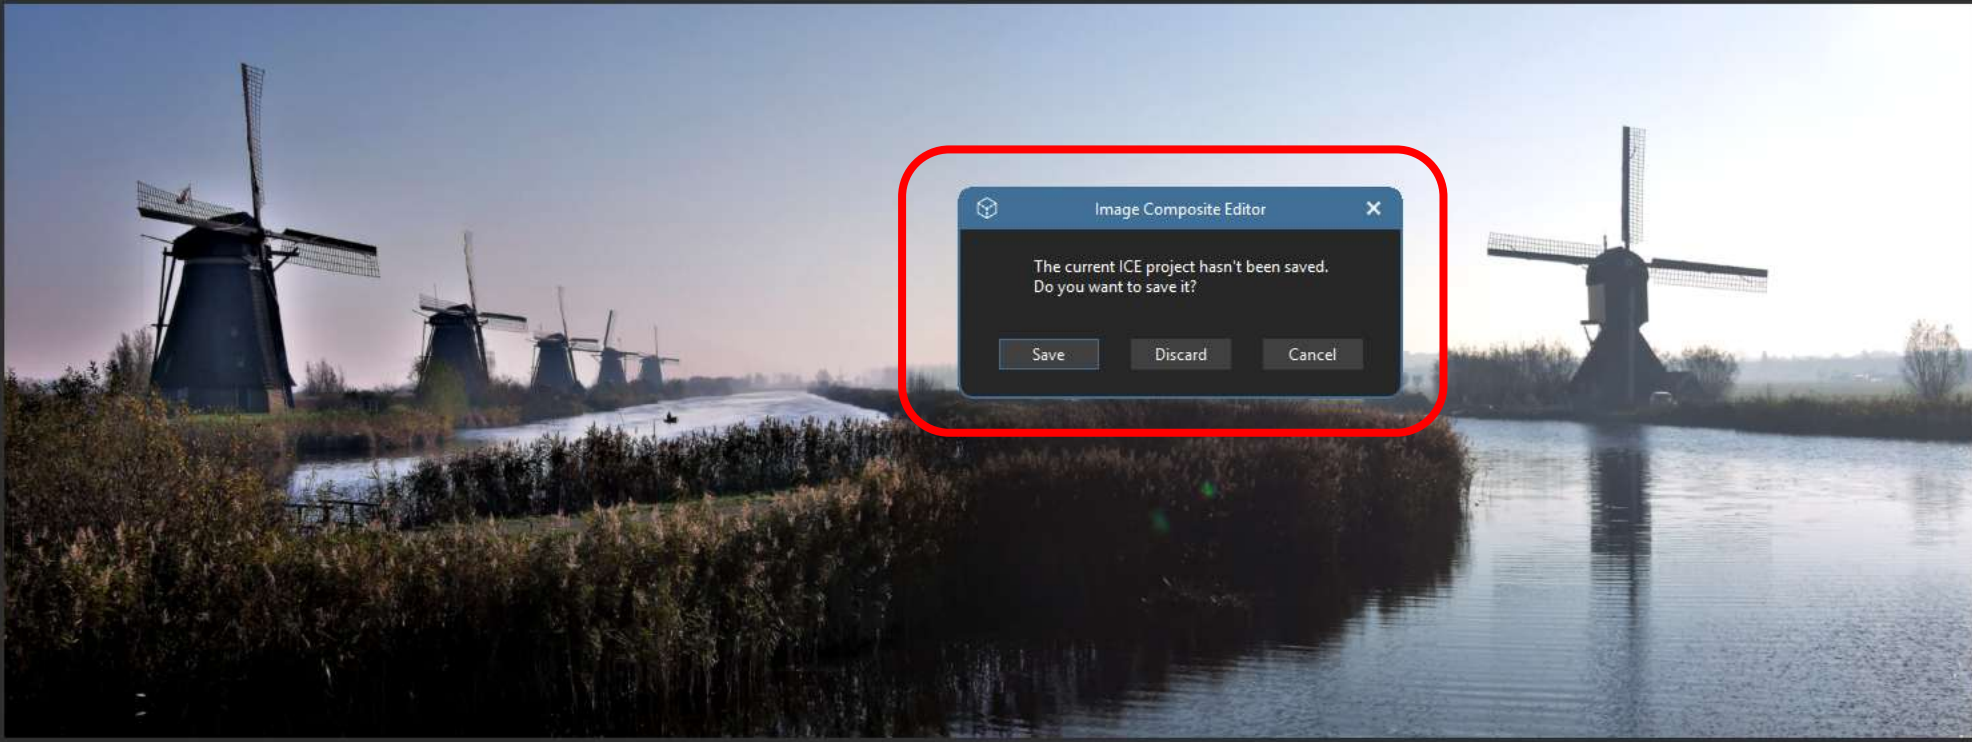 Image Composite Editor
The current ICE project hasn't been saved.
Do you want to save it?
Save Discard Cancel